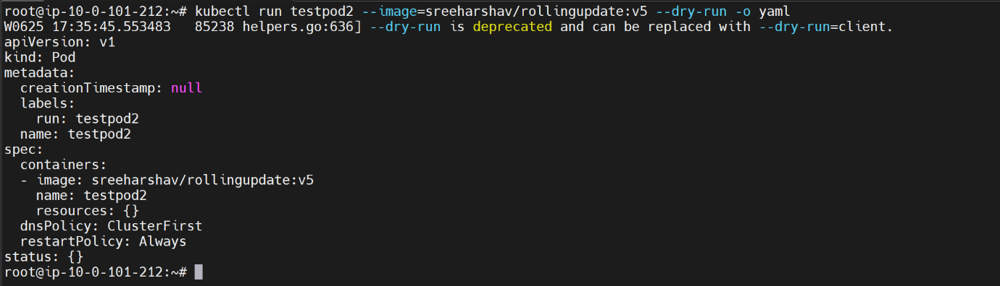 root@ip-10-0-101-212:~# kubectl run testpod2 --image=sreeharshav/rollingupdate:v5 --dry-run -o yaml
W0625 17:35:45.553483   85238 helpers.go:636] --dry-run is deprecated and can be replaced with --dry-run=client.
apiVersion: v1
kind: Pod
metadata:
  creationTimestamp: null
  labels:
    run: testpod2
  name: testpod2
spec:
  containers:
  - image: sreeharshav/rollingupdate:v5
    name: testpod2
    resources: {}
  dnsPolicy: ClusterFirst
  restartPolicy: Always
status: {}
root@ip-10-0-101-212:~#